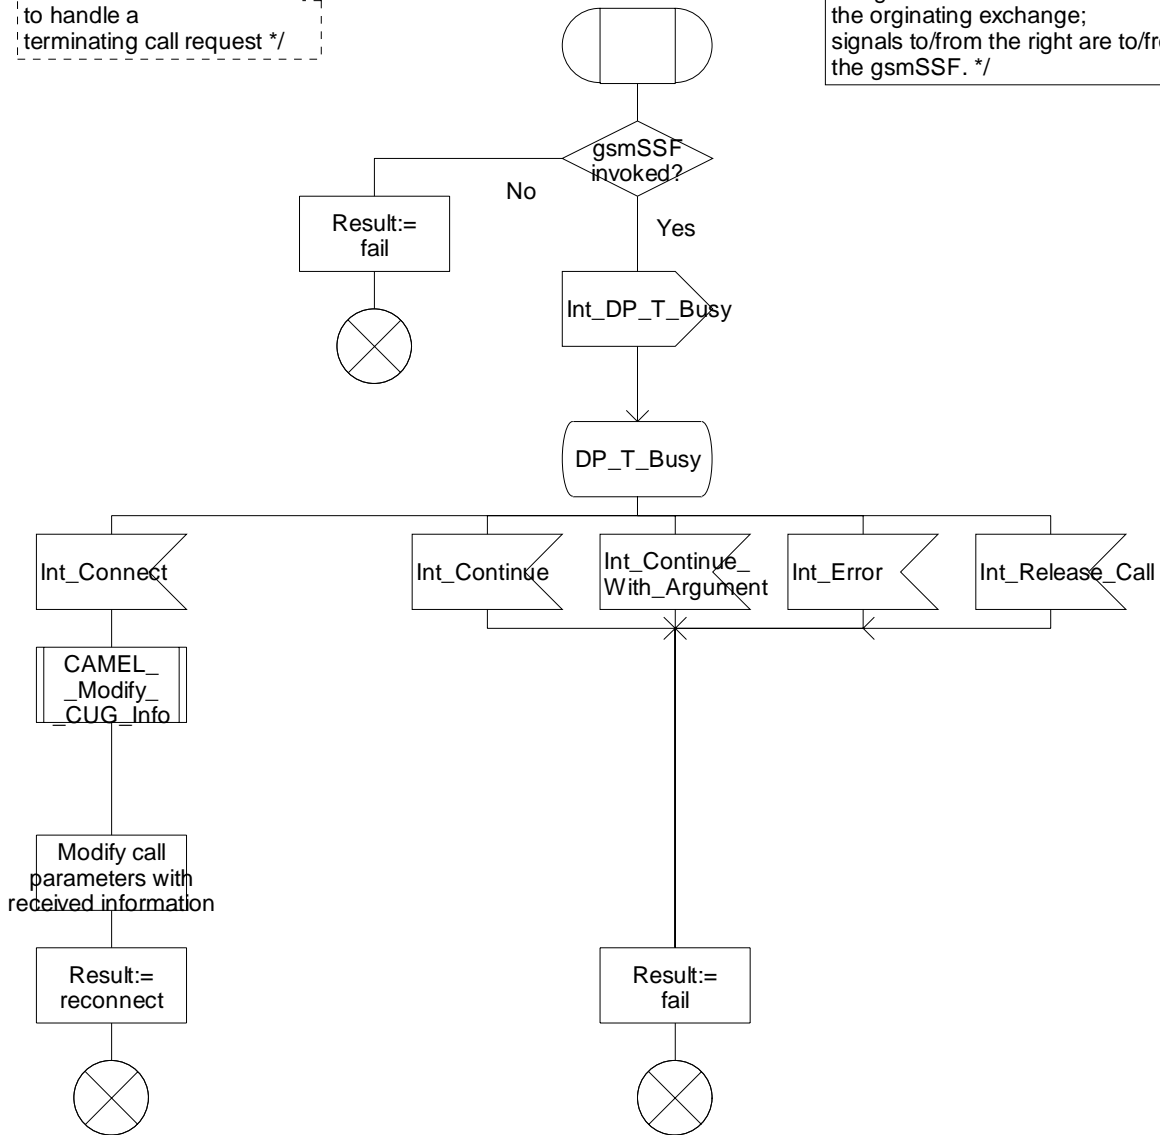 to handle a
terminating call request */
the orginating exchange;
signals to/from the right are to/fr
the gsmSSF. */
gsmSSF
invoked?
No
Yes
Result:=
fail
Int_DP_T_Busy
DP_T_Busy
Int_Connect
Int_Continue
Int_Continue_
With_Argument
Int_Error
Int_Release_Call
CAMEL_
_Modify_
_CUG_Info
Modify call
parameters with
received information
Result:=
reconnect
Result:=
fail